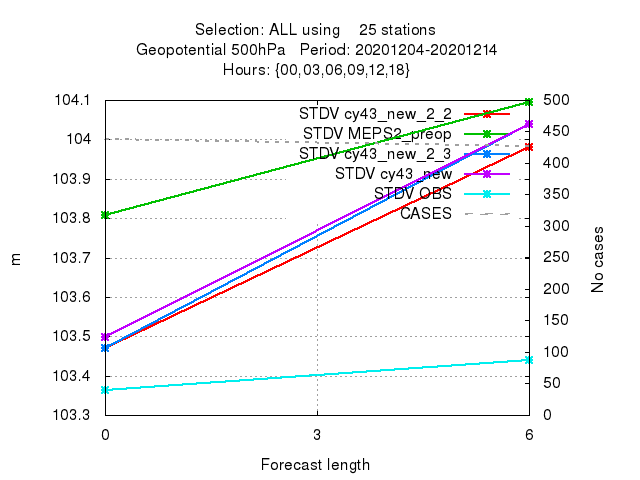 Selection: ALL using    25 stations
Geopotential 500hPa   Period: 20201204-20201214
Hours: {00,03,06,09,12,18}
STDV cy43_new_2_2
STDV MEPS2_preop
STDV cy43_new_2_3
STDV cy43_new
STDV OBS
CASES
104.1
104
103.9
103.8
103.7
103.6
103.5
103.4
103.3
m
500
450
400
350
300
250
200
150
100
50
0
No cases
0
3
6
Forecast length